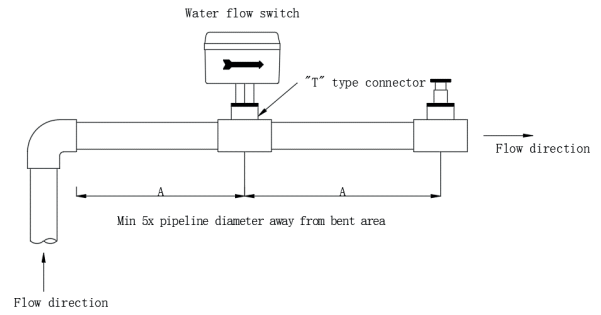 Water flow switch
"T" type connector
Flow direction
A
A
Min 5x pipeline diameter away from bent area
Flow direction